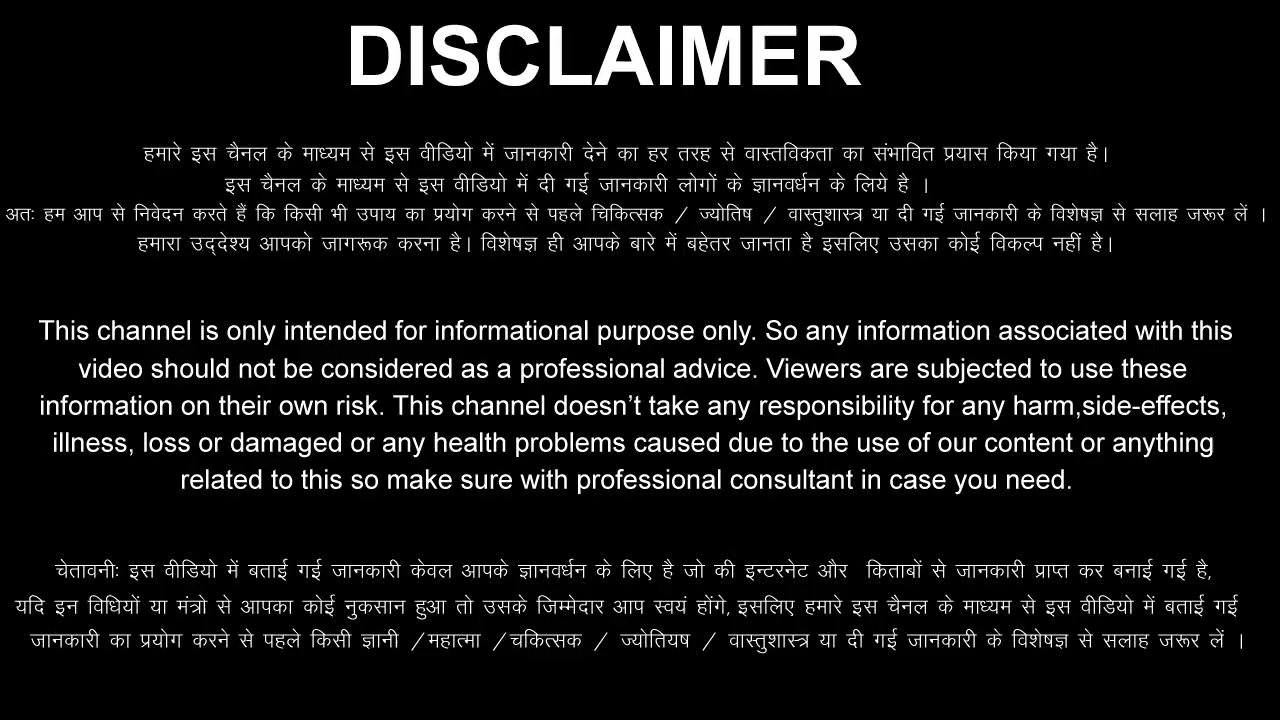 DISCLAIMER
हमारे इस चैनल के माध्यम से इस वीडियो में जानकारी देने का हर तरह से वास्तविकता का संभावित प्रयास किया गया है।
इस चैनल के माध्यम से इस वीडियो में दी गई जानकारी लोगों के ज्ञानवर्धन के लिये है ।
अतः हम आप से निवेदन करते हैं कि किसी भी उपाय का प्रयोग करने से पहले चिकित्सक / ज्योतिष / वास्तुशास्त्र या दी गई जानकारी के विशेषज्ञ से सलाह जरूर लें ।
हमारा उद्देश्य आपको जागरूक करना है। विशेषज्ञ ही आपके बारे में बहेतर जानता है इसलिए उसका कोई विकल्प नहीं है।
This channel is only intended for informational purpose only. So any information associated with this
video should not be considered as a professional advice. Viewers are subjected to use these
information on their own risk. This channel doesn’t take any responsibility for any harm,side-effects,
illness, loss or damaged or any health problems caused due to the use of our content or anything
related to this so make sure with professional consultant in case you need.
चेतावनीः इस वीडियो में बताई गई जानकारी केवल आपके ज्ञानवर्धन के लिए है जो की इन्टरनेट और किताबों से जानकारी प्राप्त कर बनाई गई है,
यदि इन विधियों या मंत्रो से आपका कोई नुकसान हुआ तो उसके जिम्मेदार आप स्वयं होंगे, इसलिए हमारे इस चैनल के माध्यम से इस वीडियो में बताई गई
जानकारी का प्रयोग करने से पहले किसी ज्ञानी /महात्मा /चकित्सक / ज्योतियष / वास्तुशास्त्र या दी गई जानकारी के विशेषज्ञ से सलाह जरूर लें ।